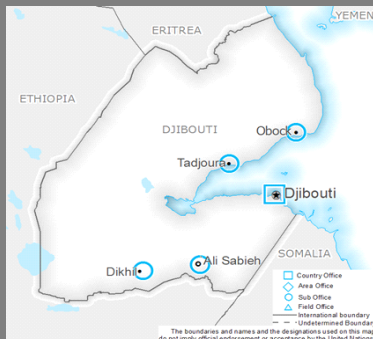 YEMEN
ERITREA
ETHIOPIA
DJIBOUTI
Obock
Tadjoura
Djibouti
SOMALIA
Ali Sabieh
Dikhil
Country Office
Area Office
Sub Office
Field Office
International boundary
Undetermined Boundar
The boundaries and names and the designations used on this map
do not imply official endorsement or acceptance by the United Nations